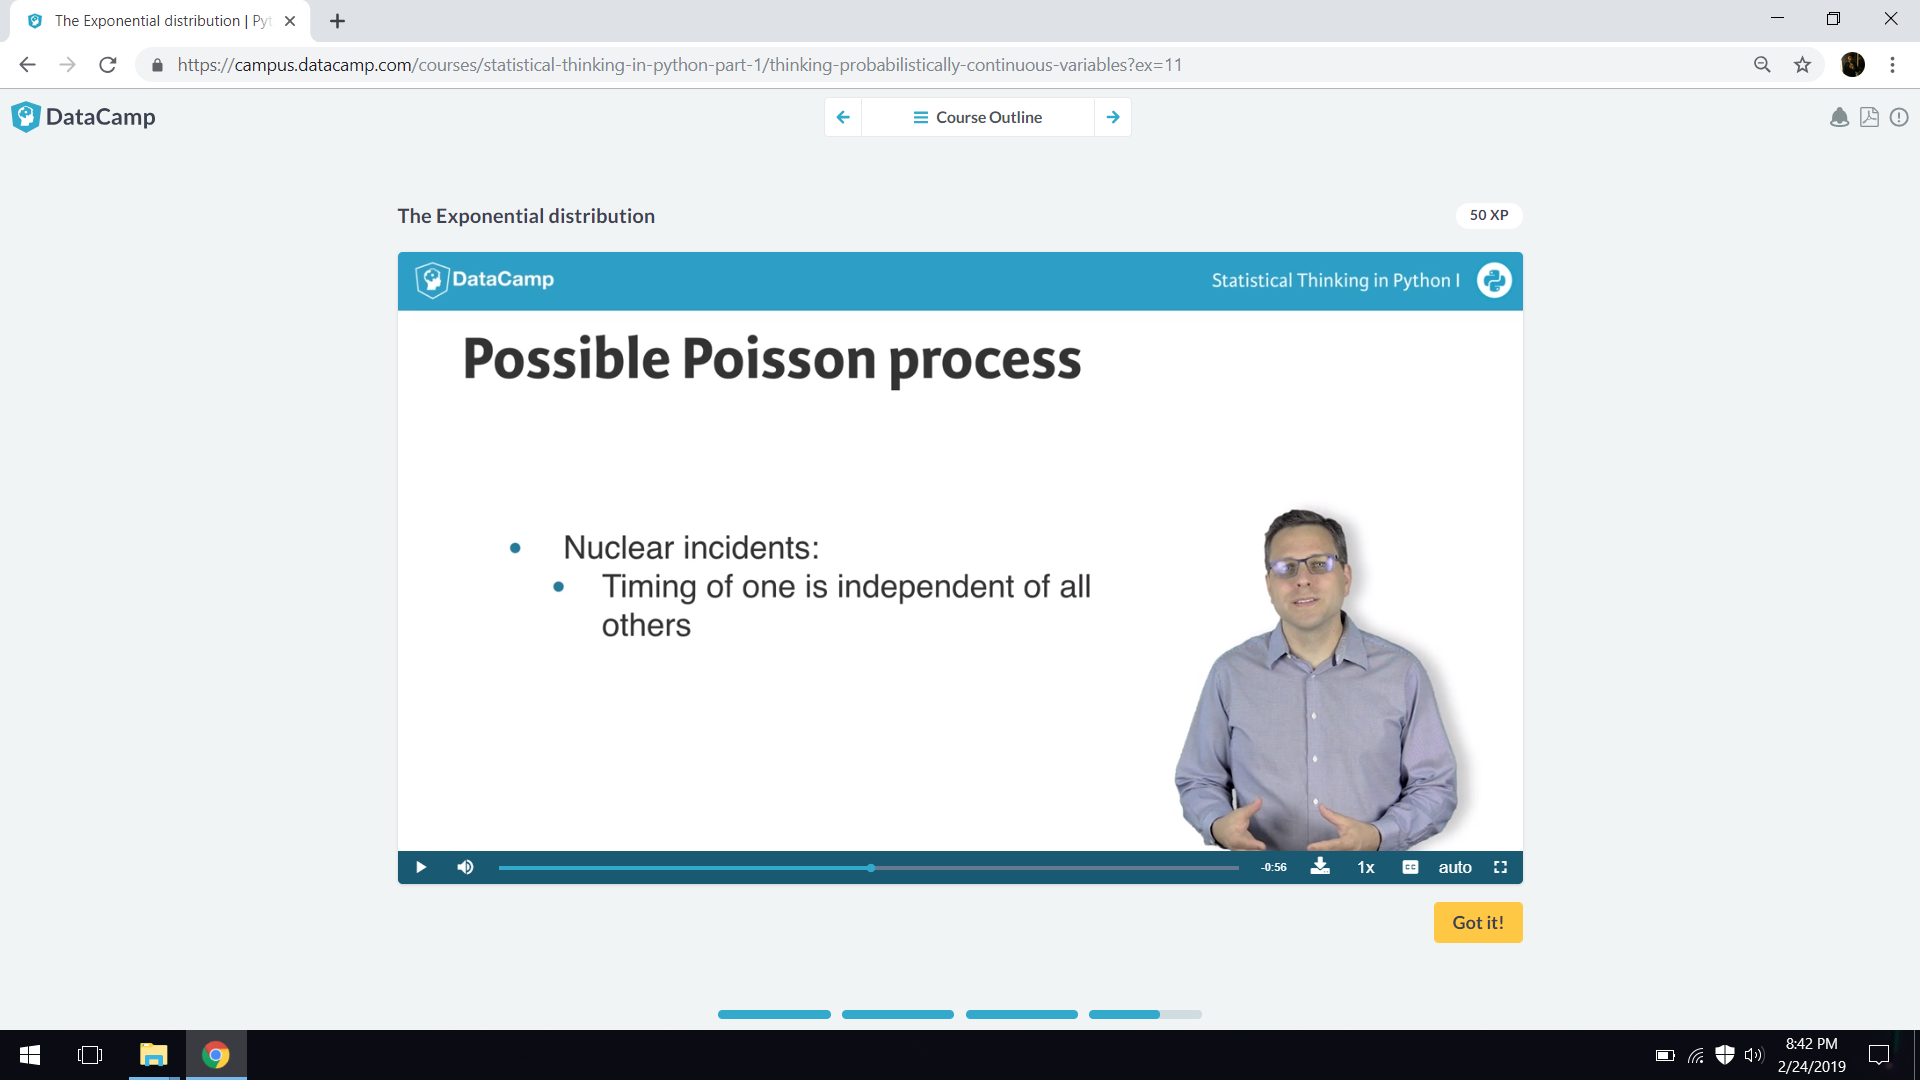 The Exponential distribution | Pyt
https://campus.datacamp.com/courses/statistical-thinking-in-python-part-1/thinking-probabilistically-continuous-variables?ex=11
DataCamp
Course Outline
The Exponential distribution
50 XP
DataCamp
Statistical Thinking in Python I
Possible Poisson process
• Nuclear incidents:
• Timing of one is independent of all
others
-0:56
1x
CC
auto
Got it!
8:42 PM
2/24/2019